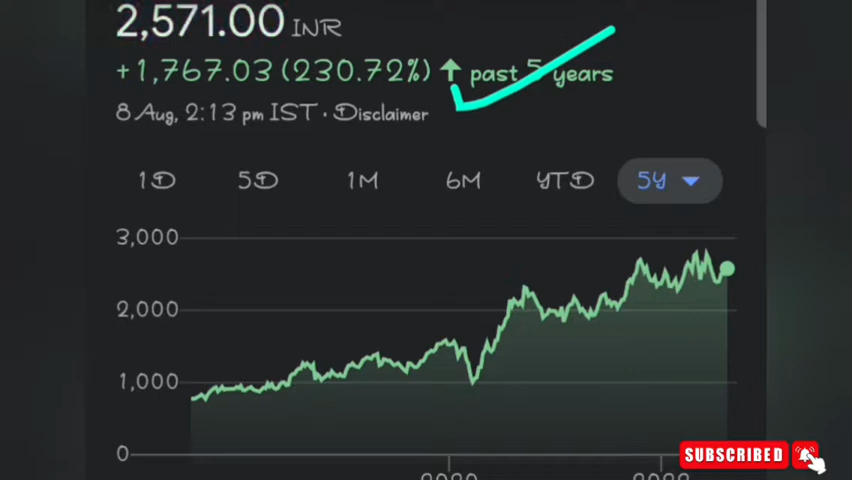 2,571.00 INR
+1,767.03 (230.72%) ↑ past 5 years
8 Aug, 2:13 pm IST · Disclaimer
1D 5D 1M 6M YTD 5Y
3,000
2,000
1,000
0
SUBSCRIBED